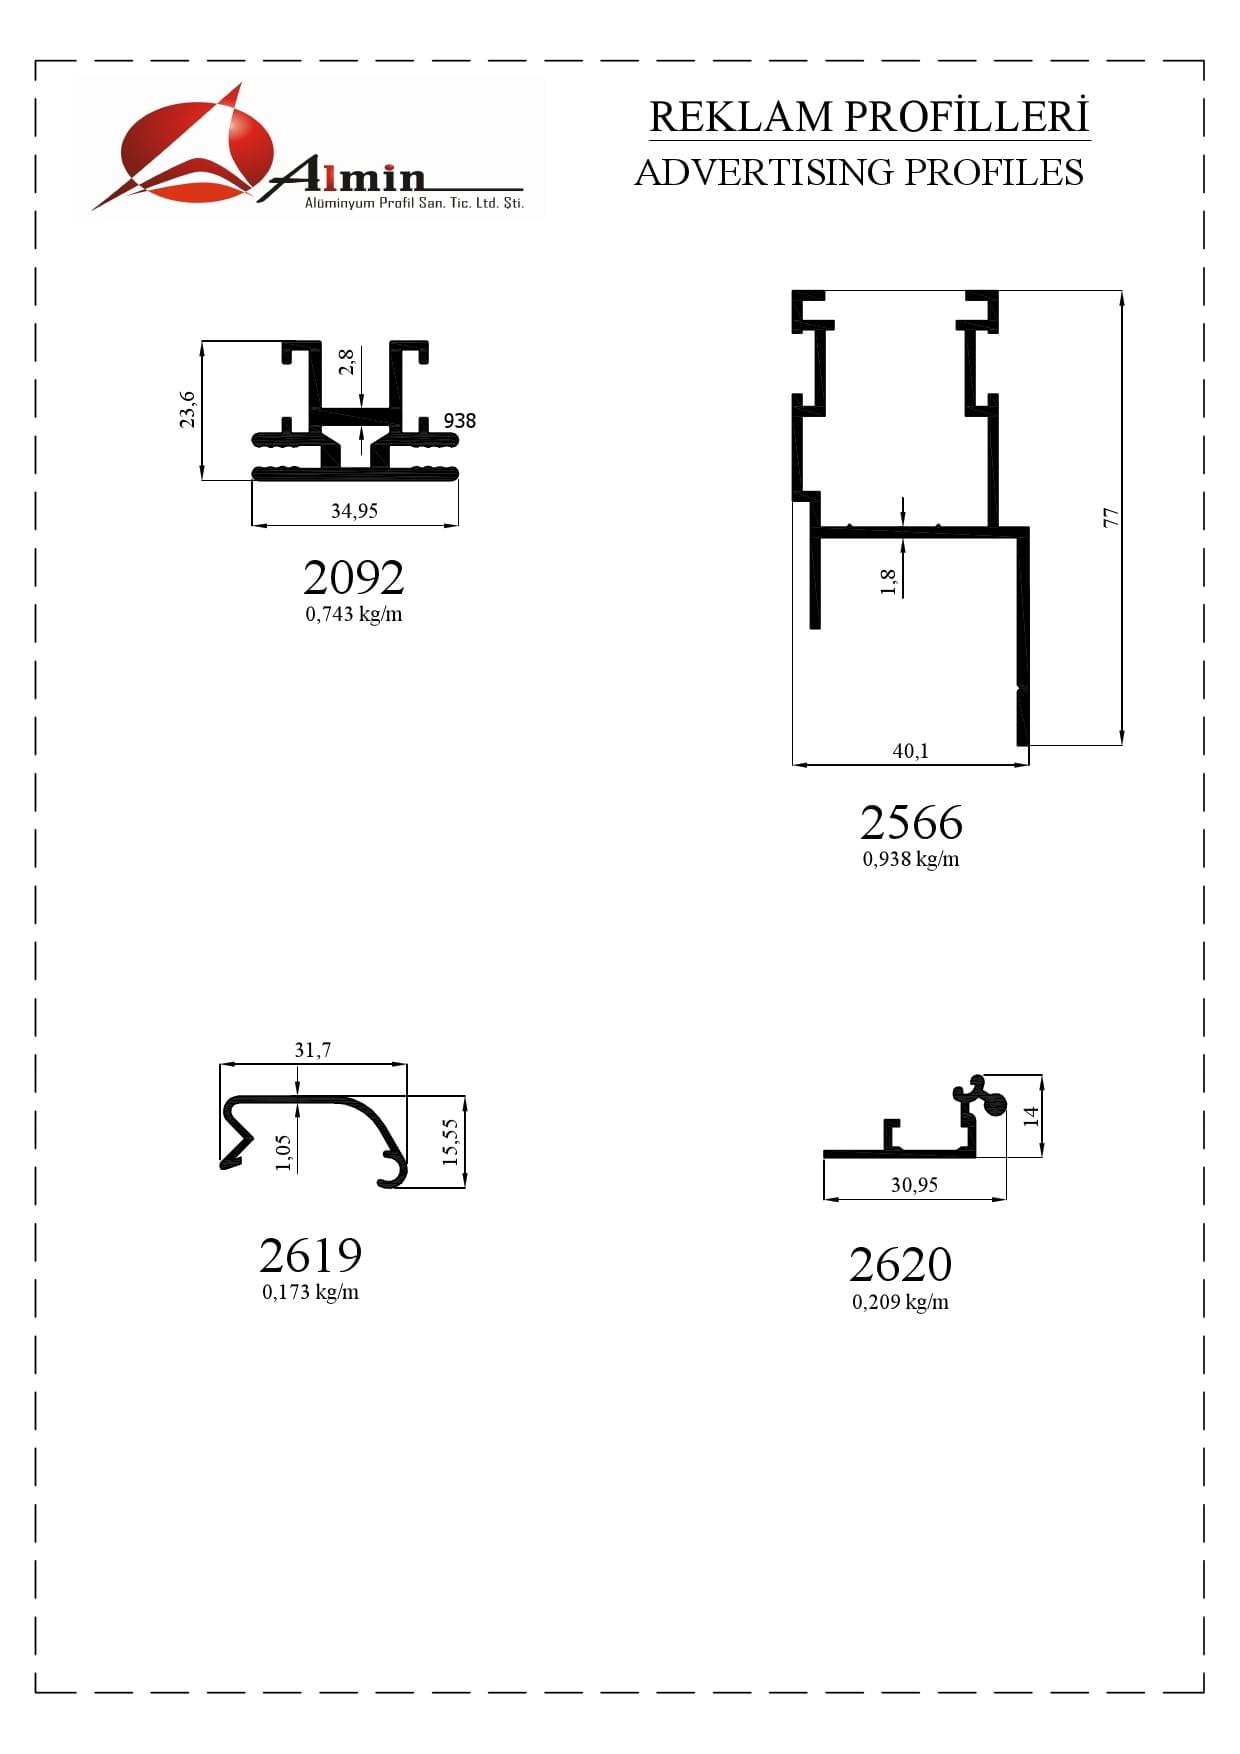 Almin
Alüminyum Profil San. Tic. Ltd. Şti.
REKLAM PROFİLLERİ
ADVERTISING PROFILES
23,6
2,8
938
34,95
2092
0,743 kg/m
77
1,8
40,1
2566
0,938 kg/m
31,7
1,05
15,55
2619
0,173 kg/m
14
30,95
2620
0,209 kg/m